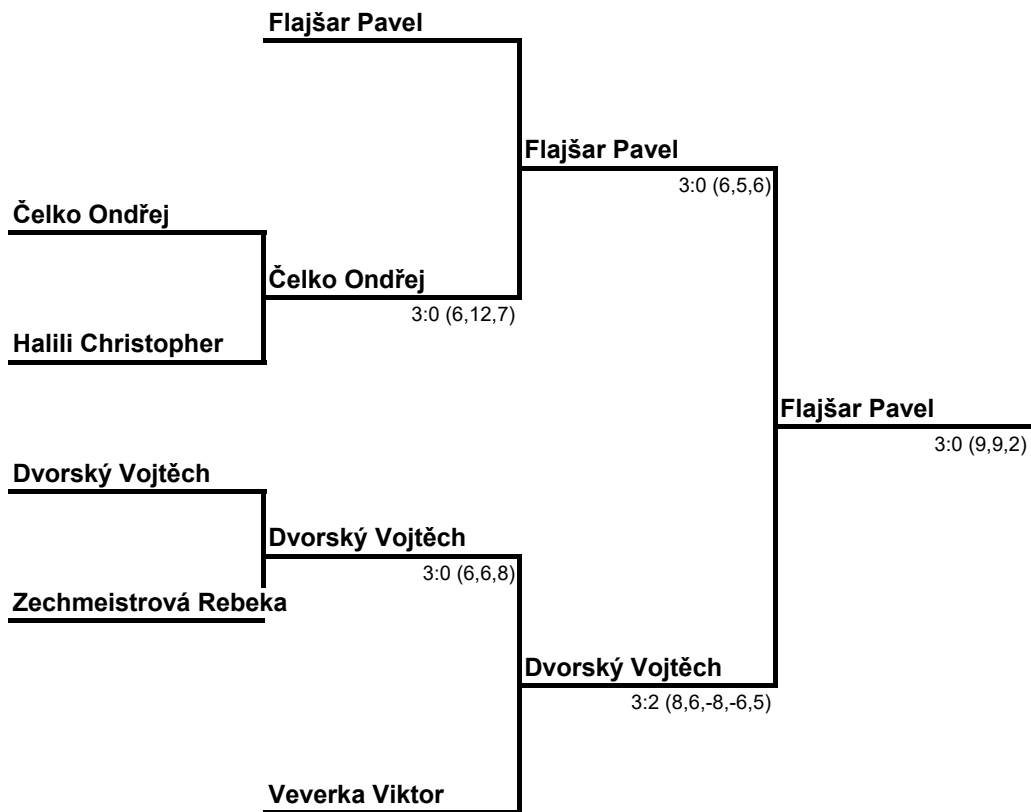 Flajšar Pavel
Flajšar Pavel
3:0 (6,5,6)
Čelko Ondřej
Čelko Ondřej
3:0 (6,12,7)
Halili Christopher
Flajšar Pavel
3:0 (9,9,2)
Dvorský Vojtěch
Dvorský Vojtěch
3:0 (6,6,8)
Zechmeistrová Rebeka
Dvorský Vojtěch
3:2 (8,6,-8,-6,5)
Veverka Viktor